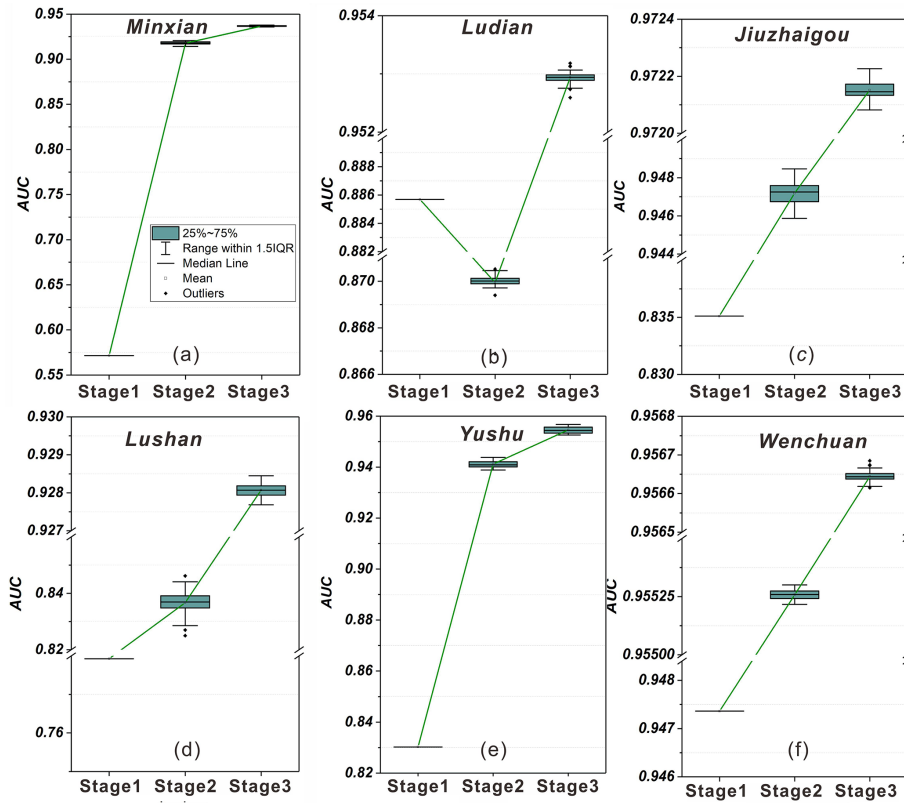 Minxian
0.95
0.90
0.85
0.80
0.75
0.70
0.65
0.60
0.55
AUC
25%~75%
Range within 1.5IQR
Median Line
Mean
Outliers
(a)
Stage1 Stage2 Stage3
Ludian
0.954
0.952
0.888
0.886
0.884
0.882
0.870
0.868
0.866
AUC
(b)
Stage1 Stage2 Stage3
Jiuzhaigou
0.9724
0.9722
0.9720
0.948
0.946
0.944
0.835
0.830
AUC
(c)
Stage1 Stage2 Stage3
Lushan
0.930
0.929
0.928
0.927
0.84
0.82
0.76
AUC
(d)
Stage1 Stage2 Stage3
Yushu
0.96
0.94
0.92
0.90
0.88
0.86
0.84
0.82
AUC
(e)
Stage1 Stage2 Stage3
Wenchuan
0.9568
0.9567
0.9566
0.9565
0.95525
0.95500
0.948
0.947
0.946
AUC
(f)
Stage1 Stage2 Stage3